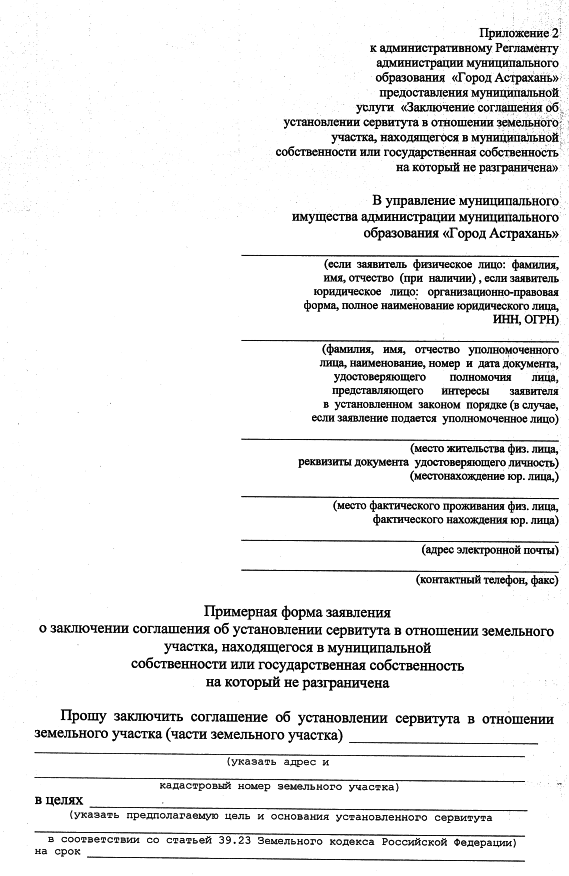 Приложение 2
к административному Регламенту
администрации муниципального
образования «Город Астрахань»
предоставления муниципальной
услуги «Заключение соглашения об
установлении сервитута в отношении земельного
участка, находящегося в муниципальной
собственности или государственная собственность
на который не разграничена»
В управление муниципального
имущества администрации муниципального
образования «Город Астрахань»
(если заявитель физическое лицо: фамилия,
имя, отчество (при наличии) , если заявитель
юридическое лицо: организационно-правовая
форма, полное наименование юридического лица,
ИНН, ОГРН)
(фамилия, имя, отчество уполномоченного
лица, наименование, номер и дата документа,
удостоверяющего полномочия лица,
представляющего интересы заявителя
в установленном законом порядке (в случае,
если заявление подается уполномоченное лицо)
(место жительства физ. лица,
реквизиты документа удостоверяющего личность)
(местонахождение юр. лица,)
(место фактического проживания физ. лица,
фактического нахождения юр. лица)
(адрес электронной почты)
(контактный телефон, факс)
Примерная форма заявления
о заключении соглашения об установлении сервитута в отношении земельного
участка, находящегося в муниципальной
собственности или государственная собственность
на который не разграничена
Прошу заключить соглашение об установлении сервитута в отношении
земельного участка (части земельного участка)
(указать адрес и
кадастровый номер земельного участка)
в целях
(указать предполагаемую цель и основания установленного сервитута
в соответствии со статьей 39.23 Земельного кодекса Российской Федерации)
на срок